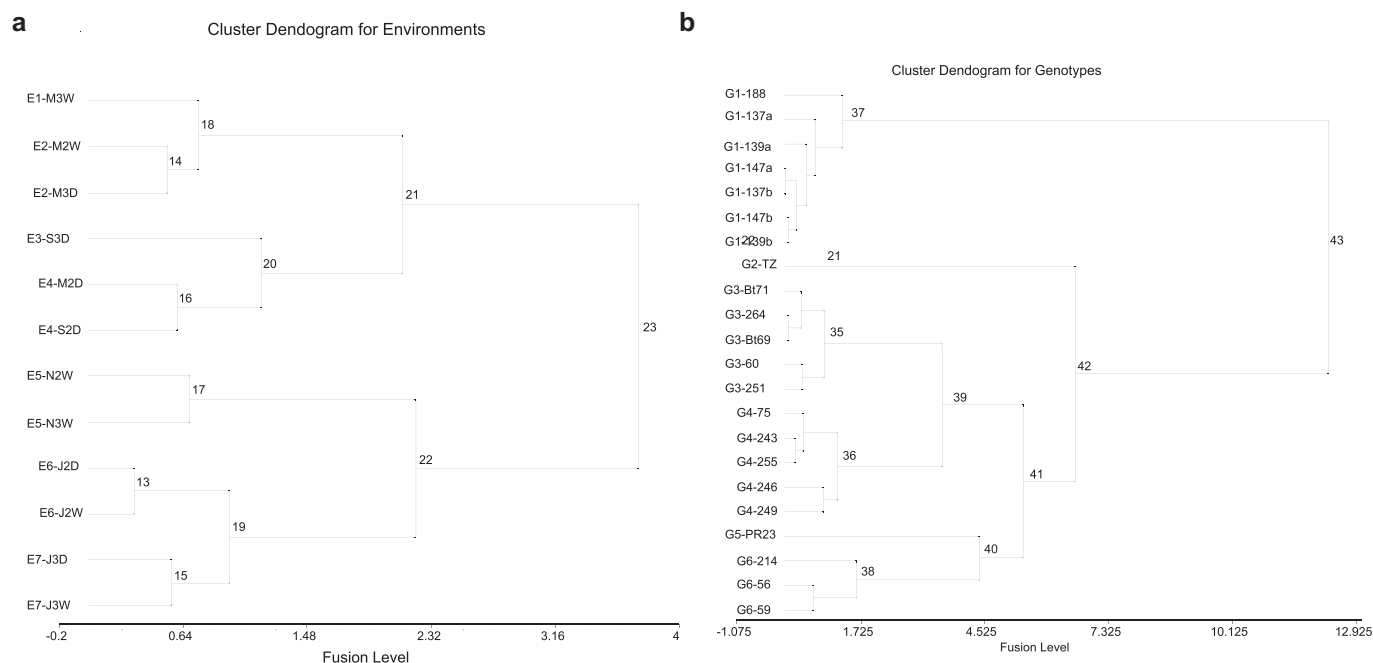 a
Cluster Dendogram for Environments
E1-M3W
18
E2-M2W
14
E2-M3D
21
E3-S3D
20
E4-M2D
16
E4-S2D
23
E5-N2W
17
E5-N3W
22
E6-J2D
13
E6-J2W
19
E7-J3D
15
E7-J3W
-0.2 0.64 1.48 2.32 3.16 4
Fusion Level
b
Cluster Dendogram for Genotypes
G1-188
37
G1-137a
G1-139a
G1-147a
G1-137b
G1-147b
G1-139b
22
43
21
G2-TZ
G3-Bt71
G3-264
35
G3-Bt69
G3-60
42
G3-251
39
G4-75
G4-243
36
G4-255
41
G4-246
G4-249
G5-PR23
40
G6-214
38
G6-56
G6-59
-1.075 1.725 4.525 7.325 10.125 12.925
Fusion Level